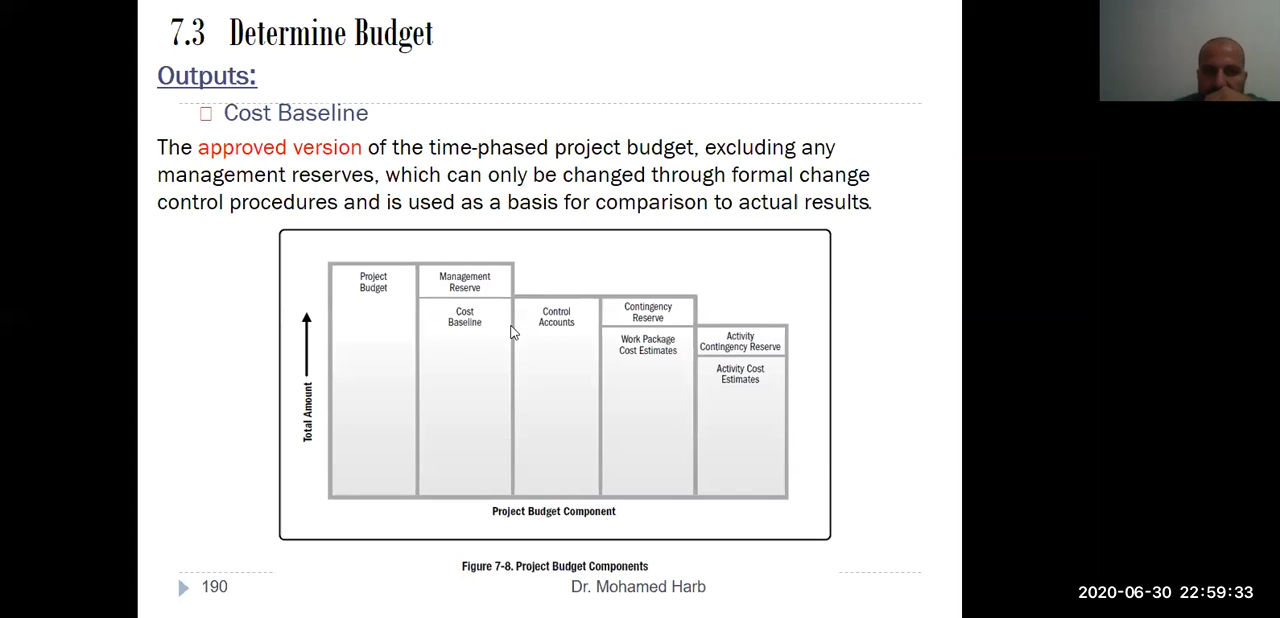 7.3 Determine Budget
Outputs:
Cost Baseline
The approved version of the time-phased project budget, excluding any
management reserves, which can only be changed through formal change
control procedures and is used as a basis for comparison to actual results.
Project
Budget
Management
Reserve
Cost
Baseline
Control
Accounts
Contingency
Reserve
Work Package
Cost Estimates
Activity
Contingency Reserve
Activity Cost
Estimates
Total Amount
Project Budget Component
Figure 7-8. Project Budget Components
190
Dr. Mohamed Harb
2020-06-30 22:59:33